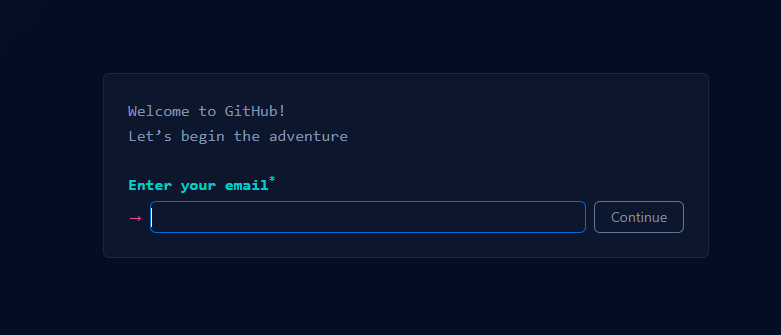 Welcome to GitHub!
Let’s begin the adventure
Enter your email*
→ Continue